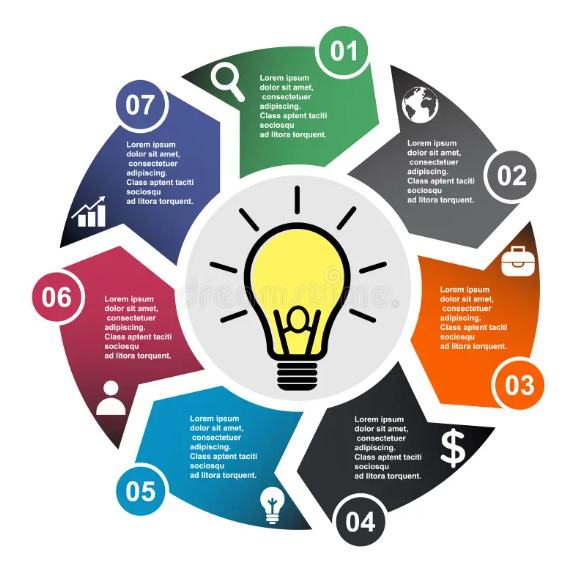 01
Lorem ipsum
dolor sit amet,
consectetuer
adipiscing.
Class aptent taciti
sociosqu
ad litora torquent.
02
Lorem ipsum
dolor sit amet,
consectetuer
adipiscing.
Class aptent taciti
sociosqu
ad litora torquent.
03
Lorem ipsum
dolor sit amet,
consectetuer
adipiscing.
Class aptent taciti
sociosqu
ad litora torquent.
04
Lorem ipsum
dolor sit amet,
consectetuer
adipiscing.
Class aptent taciti
sociosqu
ad litora torquent.
$
05
Lorem ipsum
dolor sit amet,
consectetuer
adipiscing.
Class aptent taciti
sociosqu
ad litora torquent.
06
Lorem ipsum
dolor sit amet,
consectetuer
adipiscing.
Class aptent taciti
sociosqu
ad litora torquent.
07
Lorem ipsum
dolor sit amet,
consectetuer
adipiscing.
Class aptent taciti
sociosqu
ad litora torquent.
dreamstime.